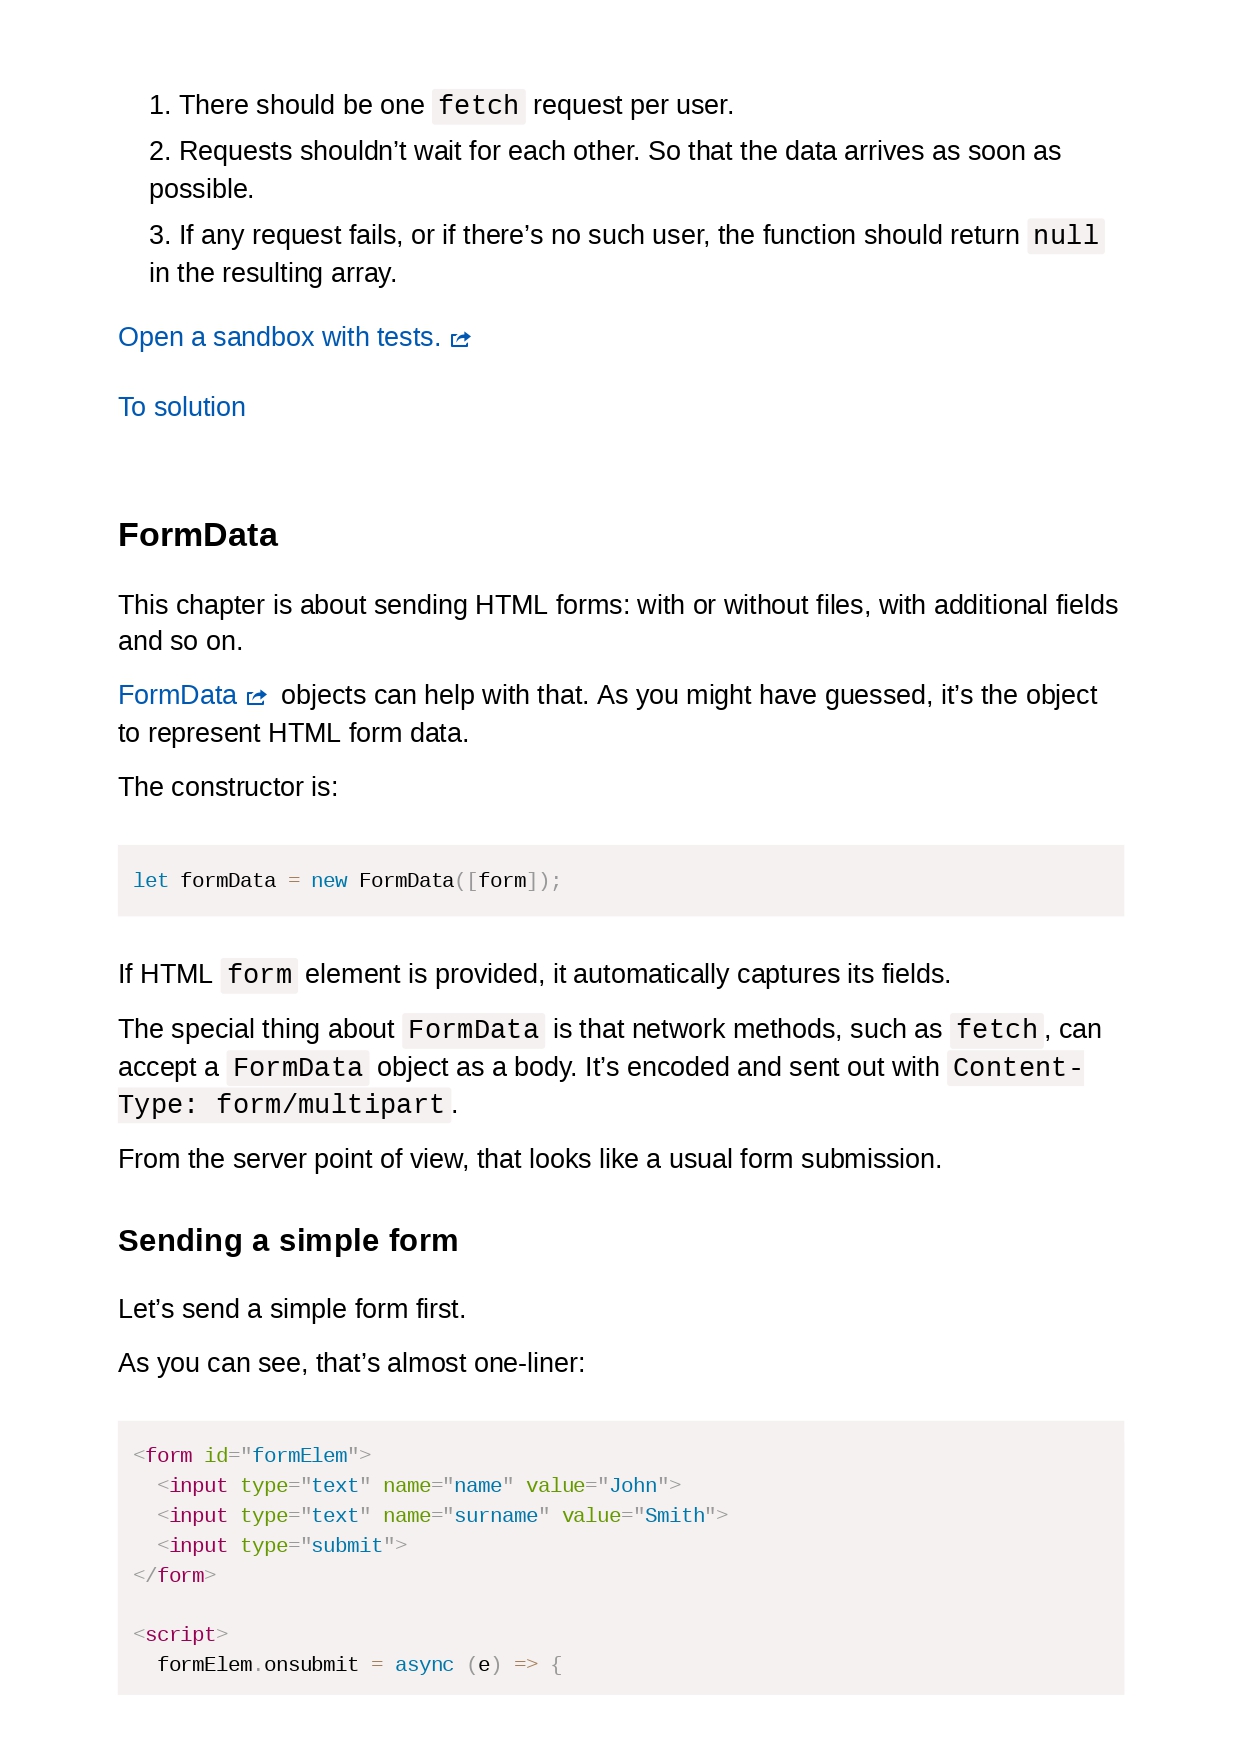 1. There should be one fetch request per user.
2. Requests shouldn’t wait for each other. So that the data arrives as soon as
possible.
3. If any request fails, or if there’s no such user, the function should return null
in the resulting array.
Open a sandbox with tests.
To solution
FormData
This chapter is about sending HTML forms: with or without files, with additional fields
and so on.
FormData objects can help with that. As you might have guessed, it’s the object
to represent HTML form data.
The constructor is:
let formData = new FormData([form]);
If HTML form element is provided, it automatically captures its fields.
The special thing about FormData is that network methods, such as fetch, can
accept a FormData object as a body. It’s encoded and sent out with Content-
Type: form/multipart.
From the server point of view, that looks like a usual form submission.
Sending a simple form
Let’s send a simple form first.
As you can see, that’s almost one-liner:
<form id="formElem">
  <input type="text" name="name" value="John">
  <input type="text" name="surname" value="Smith">
  <input type="submit">
</form>
<script>
  formElem.onsubmit = async (e) => {